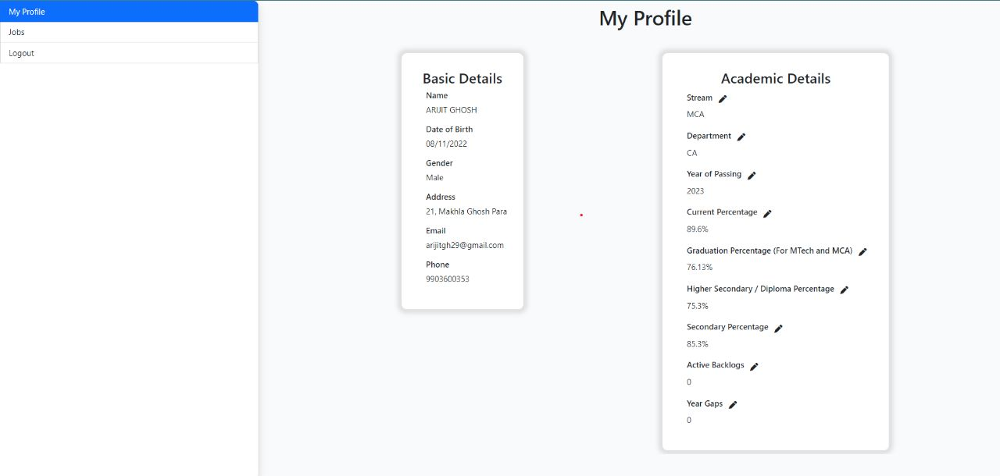 My Profile
Jobs
Logout
My Profile
Basic Details
Name
ARIJIT GHOSH
Date of Birth
08/11/2022
Gender
Male
Address
21, Makhla Ghosh Para
Email
arijitgh29@gmail.com
Phone
9903600353
Academic Details
Stream
MCA
Department
CA
Year of Passing
2023
Current Percentage
89.6%
Graduation Percentage (For MTech and MCA)
76.13%
Higher Secondary / Diploma Percentage
75.3%
Secondary Percentage
85.3%
Active Backlogs
0
Year Gaps
0